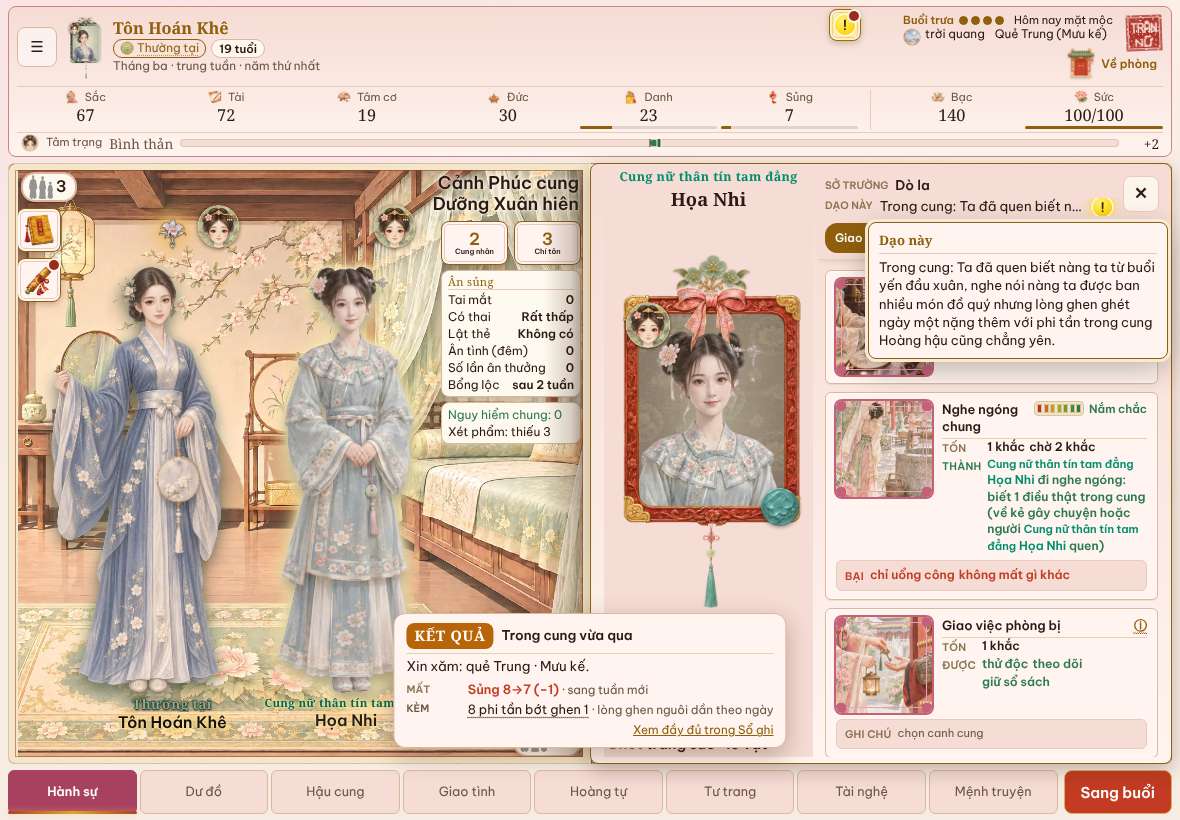 Tôn Hoán Khê
Thường tại
19 tuổi
Tháng ba · trung tuần · năm thứ nhất
Buổi trưa
Hôm nay mặt mộc
trời quang
Quẻ Trung (Mưu kế)
TRÂN NỮ
Về phòng
Sắc
67
Tài
72
Tâm cơ
19
Đức
30
Danh
23
Sủng
7
Bạc
140
Sức
100/100
Tâm trạng
Bình thản
+2
3
Cảnh Phúc cung
Dưỡng Xuân hiên
2
Cung nhân
3
Chí tôn
Ân sủng
Tai mắt 0
Có thai Rất thấp
Lật thẻ Không có
Ân tình (đêm) 0
Số lần ân thưởng 0
Bổng lộc sau 2 tuần
Nguy hiểm chung: 0
Xét phẩm: thiếu 3
Thường tại
Tôn Hoán Khê
Cung nữ thân tín tam
Họa Nhi
Cung nữ thân tín tam đẳng
Họa Nhi
SỞ TRƯỜNG Dò la
DẠO NÀY Trong cung: Ta đã quen biết n...
Giao
Dạo này
Trong cung: Ta đã quen biết nàng ta từ buổi
yến đầu xuân, nghe nói nàng ta được ban
nhiều món đồ quý nhưng lòng ghen ghét
ngày một nặng thêm với phi tần trong cung
Hoàng hậu cũng chẳng yên.
Nghe ngóng
chung
Nắm chắc
TỐN 1 khắc chờ 2 khắc
THÀNH Cung nữ thân tín tam đẳng
Họa Nhi đi nghe ngóng:
biết 1 điều thật trong cung
(về kẻ gây chuyện hoặc
người Cung nữ thân tín tam
đẳng Họa Nhi quen)
BẠI chỉ uổng công không mất gì khác
Giao việc phòng bị
TỐN 1 khắc
ĐƯỢC thử độc theo dõi
giữ sổ sách
GHI CHÚ chọn canh cung
KẾT QUẢ Trong cung vừa qua
Xin xăm: quẻ Trung · Mưu kế.
MẤT Sủng 8→7 (−1) · sang tuần mới
KÈM 8 phi tần bớt ghen 1 · lòng ghen nguôi dần theo ngày
Xem đầy đủ trong Sổ ghi
Hành sự
Dư đồ
Hậu cung
Giao tình
Hoàng tự
Tư trang
Tài nghệ
Mệnh truyện
Sang buổi